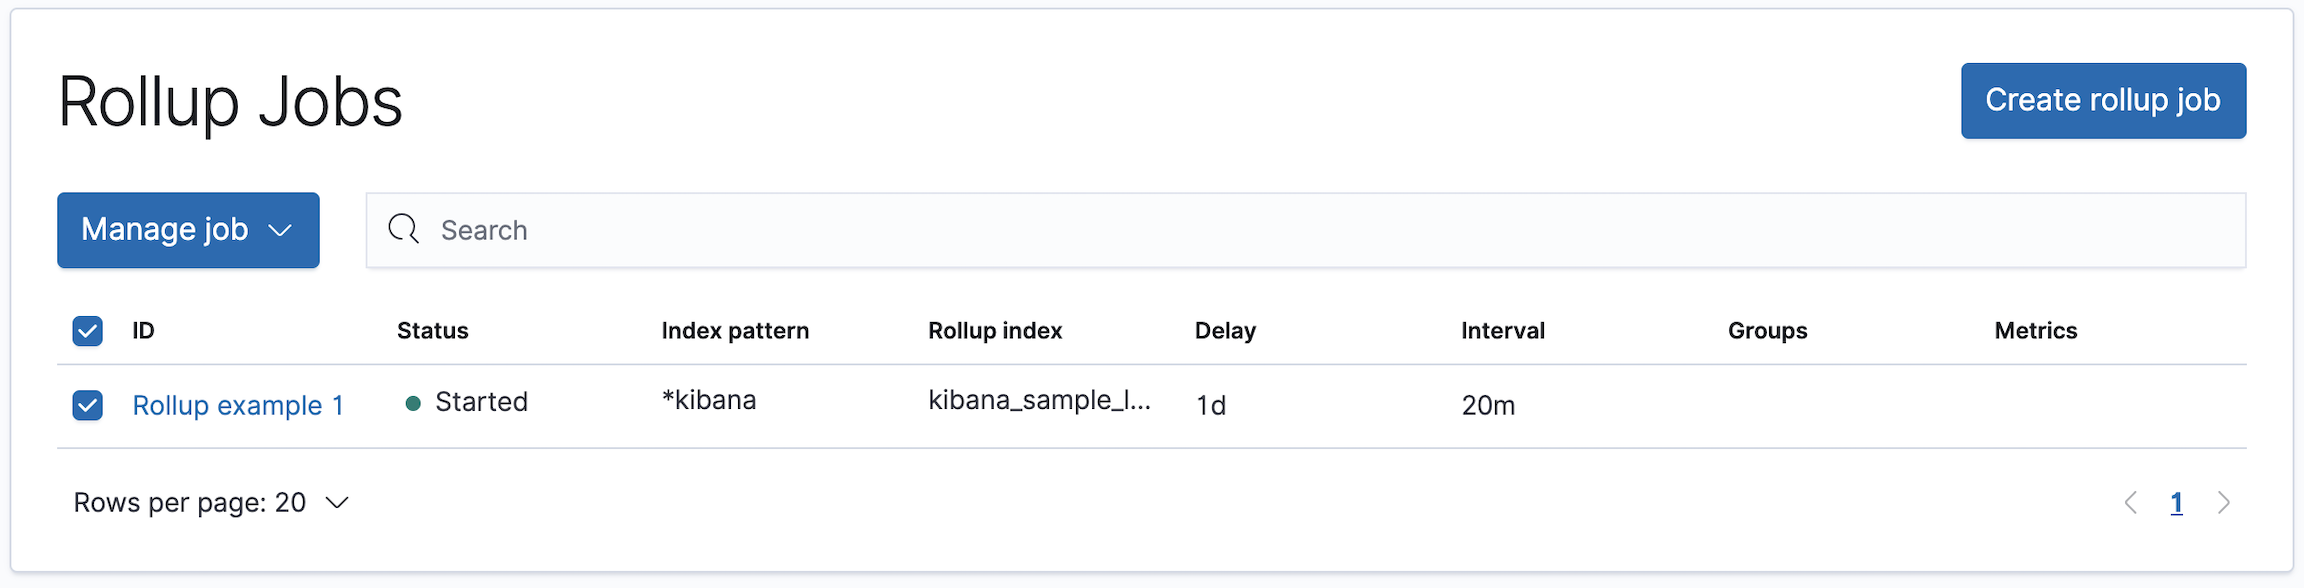 Rollup Jobs
Create rollup job
Manage job
Search
ID Status Index pattern Rollup index Delay Interval Groups Metrics
Rollup example 1 Started *kibana kibana_sample_l... 1d 20m
Rows per page: 20
1